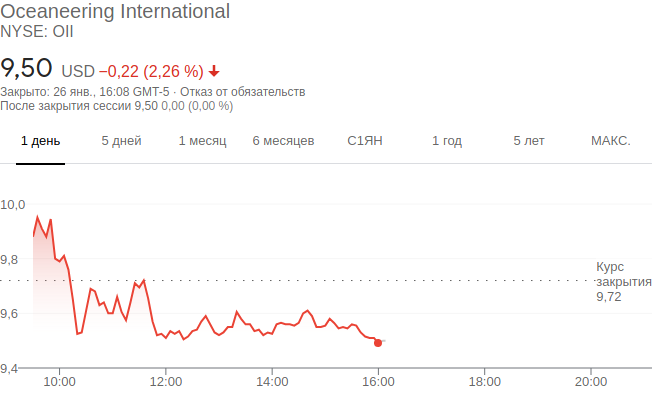 Oceaneering International
NYSE: OII
9,50 USD −0,22 (2,26 %)
Закрыто: 26 янв., 16:08 GMT-5 · Отказ от обязательств
После закрытия сессии 9,50 0,00 (0,00 %)
1 день 5 дней 1 месяц 6 месяцев С1ЯН 1 год 5 лет МАКС.
10,0
9,8
Курс
закрытия
9,72
9,6
9,4
10:00 12:00 14:00 16:00 18:00 20:00